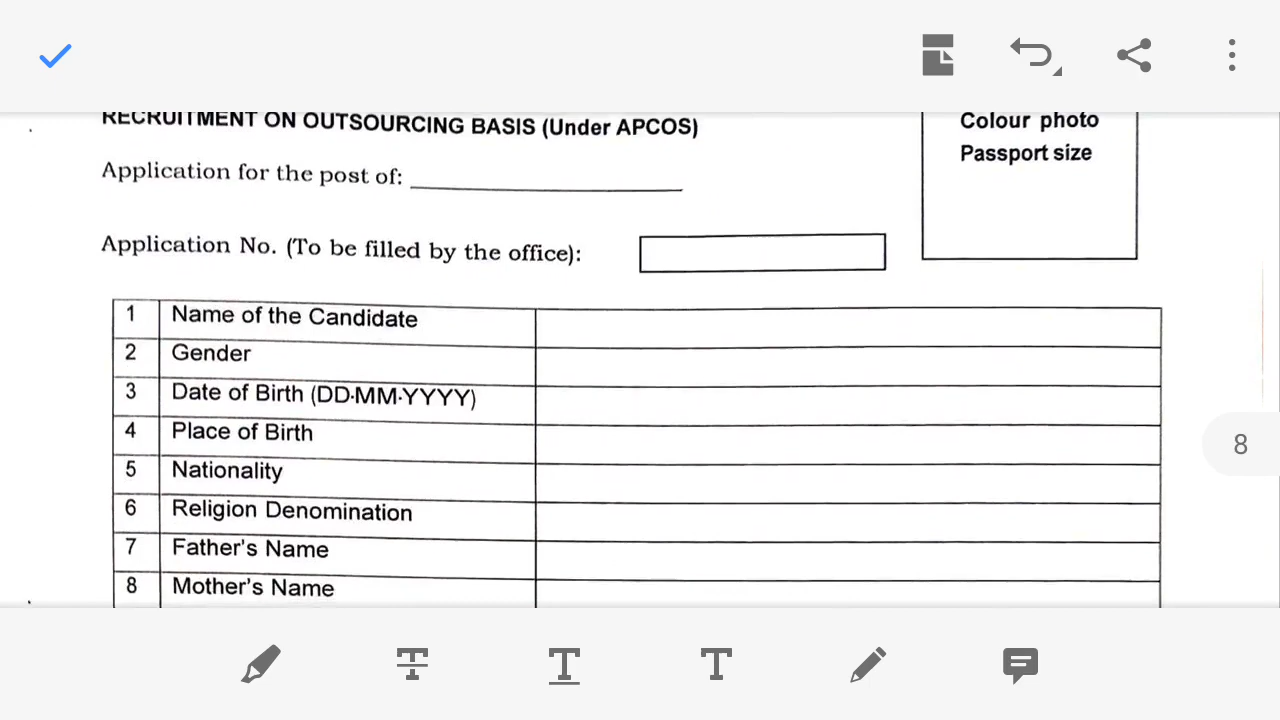 RECRUITMENT ON OUTSOURCING BASIS (Under APCOS)
Colour photo
Passport size
Application for the post of:
Application No. (To be filled by the office):
1 Name of the Candidate
2 Gender
3 Date of Birth (DD-MM-YYYY)
4 Place of Birth
5 Nationality
6 Religion Denomination
7 Father's Name
8 Mother's Name
8